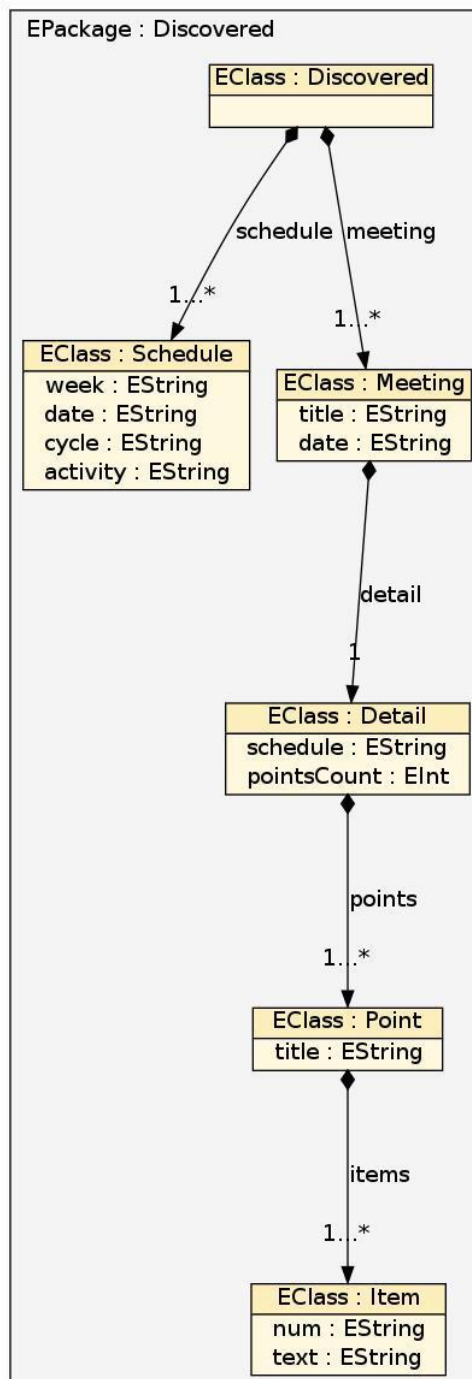 EPackage : Discovered
EClass : Discovered
schedule
meeting
1...*
1...*
EClass : Schedule
week : EString
date : EString
cycle : EString
activity : EString
EClass : Meeting
title : EString
date : EString
detail
1
EClass : Detail
schedule : EString
pointsCount : EInt
points
1...*
EClass : Point
title : EString
items
1...*
EClass : Item
num : EString
text : EString